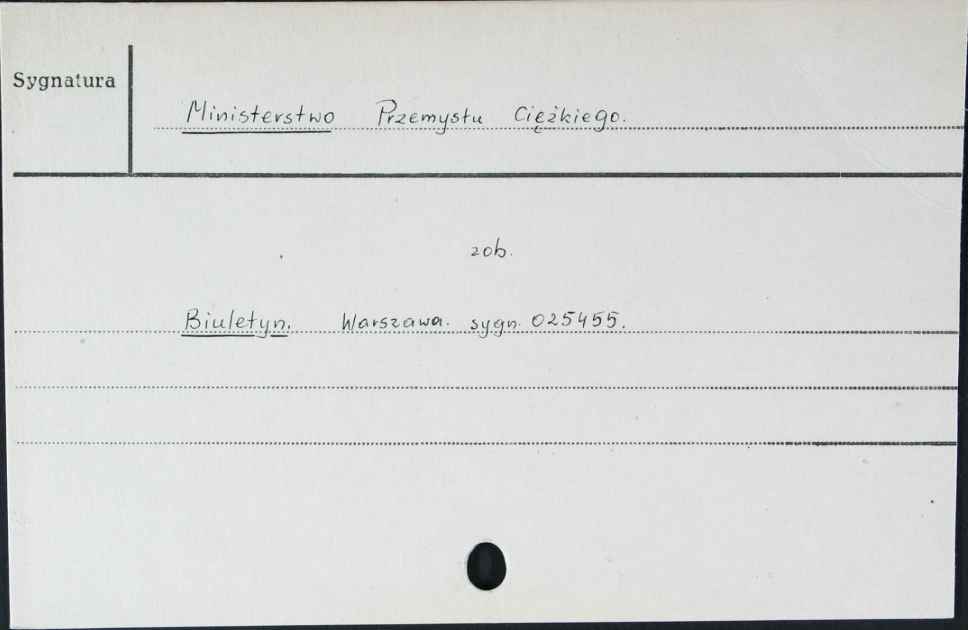 Sygnatura
Ministerstwo Przemysłu Ciężkiego.
zob.
Biuletyn. Warszawa. sygn. 025455.